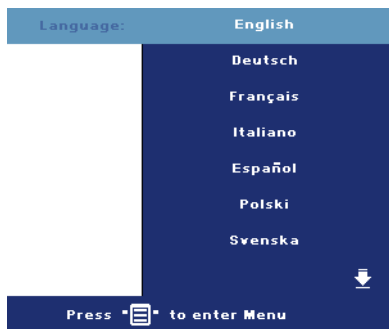 Language: English
Deutsch
Français
Italiano
Español
Polski
Svenska
Press "" to enter Menu